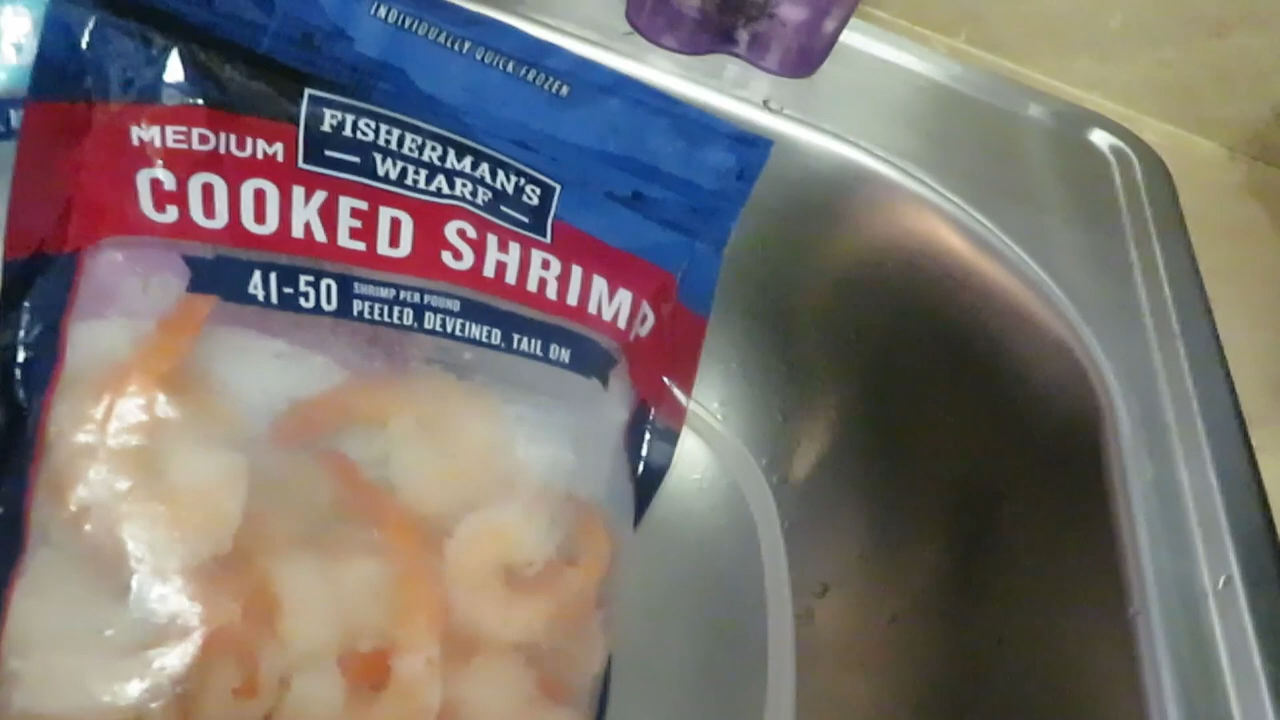 INDIVIDUALLY QUICK FROZEN
FISHERMAN'S
WHARF
MEDIUM
COOKED SHRIMP
41-50
SHRIMP PER POUND
PEELED, DEVEINED, TAIL ON